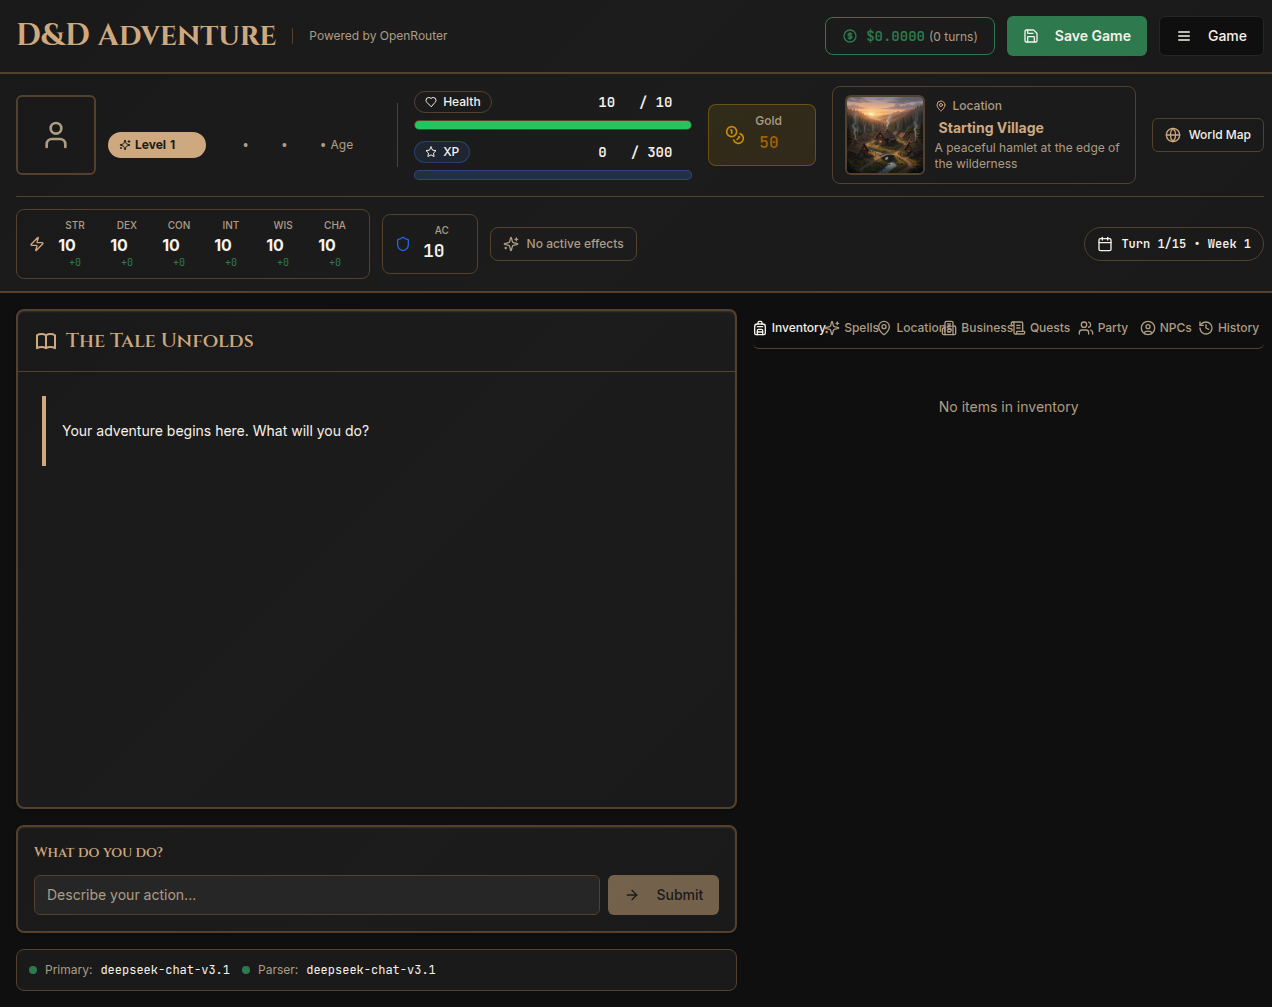 D&D Adventure
Powered by OpenRouter
$0.0000 (0 turns)
Save Game
Game
Level 1
• • • Age
Health 10 / 10
XP 0 / 300
Gold
50
Location
Starting Village
A peaceful hamlet at the edge of
the wilderness
World Map
STR DEX CON INT WIS CHA
10 10 10 10 10 10
+0 +0 +0 +0 +0 +0
AC
10
No active effects
Turn 1/15 • Week 1
The Tale Unfolds
Inventory Spells Location Business Quests Party NPCs History
No items in inventory
Your adventure begins here. What will you do?
What do you do?
Describe your action...
Submit
Primary: deepseek-chat-v3.1 Parser: deepseek-chat-v3.1